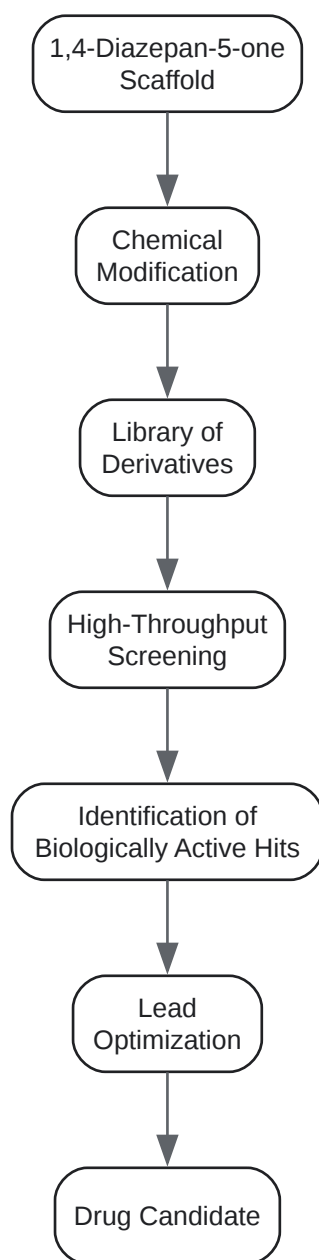 1,4-Diazepan-5-one
Scaffold
Chemical
Modification
Library of
Derivatives
High-Throughput
Screening
Identification of
Biologically Active Hits
Lead
Optimization
Drug Candidate